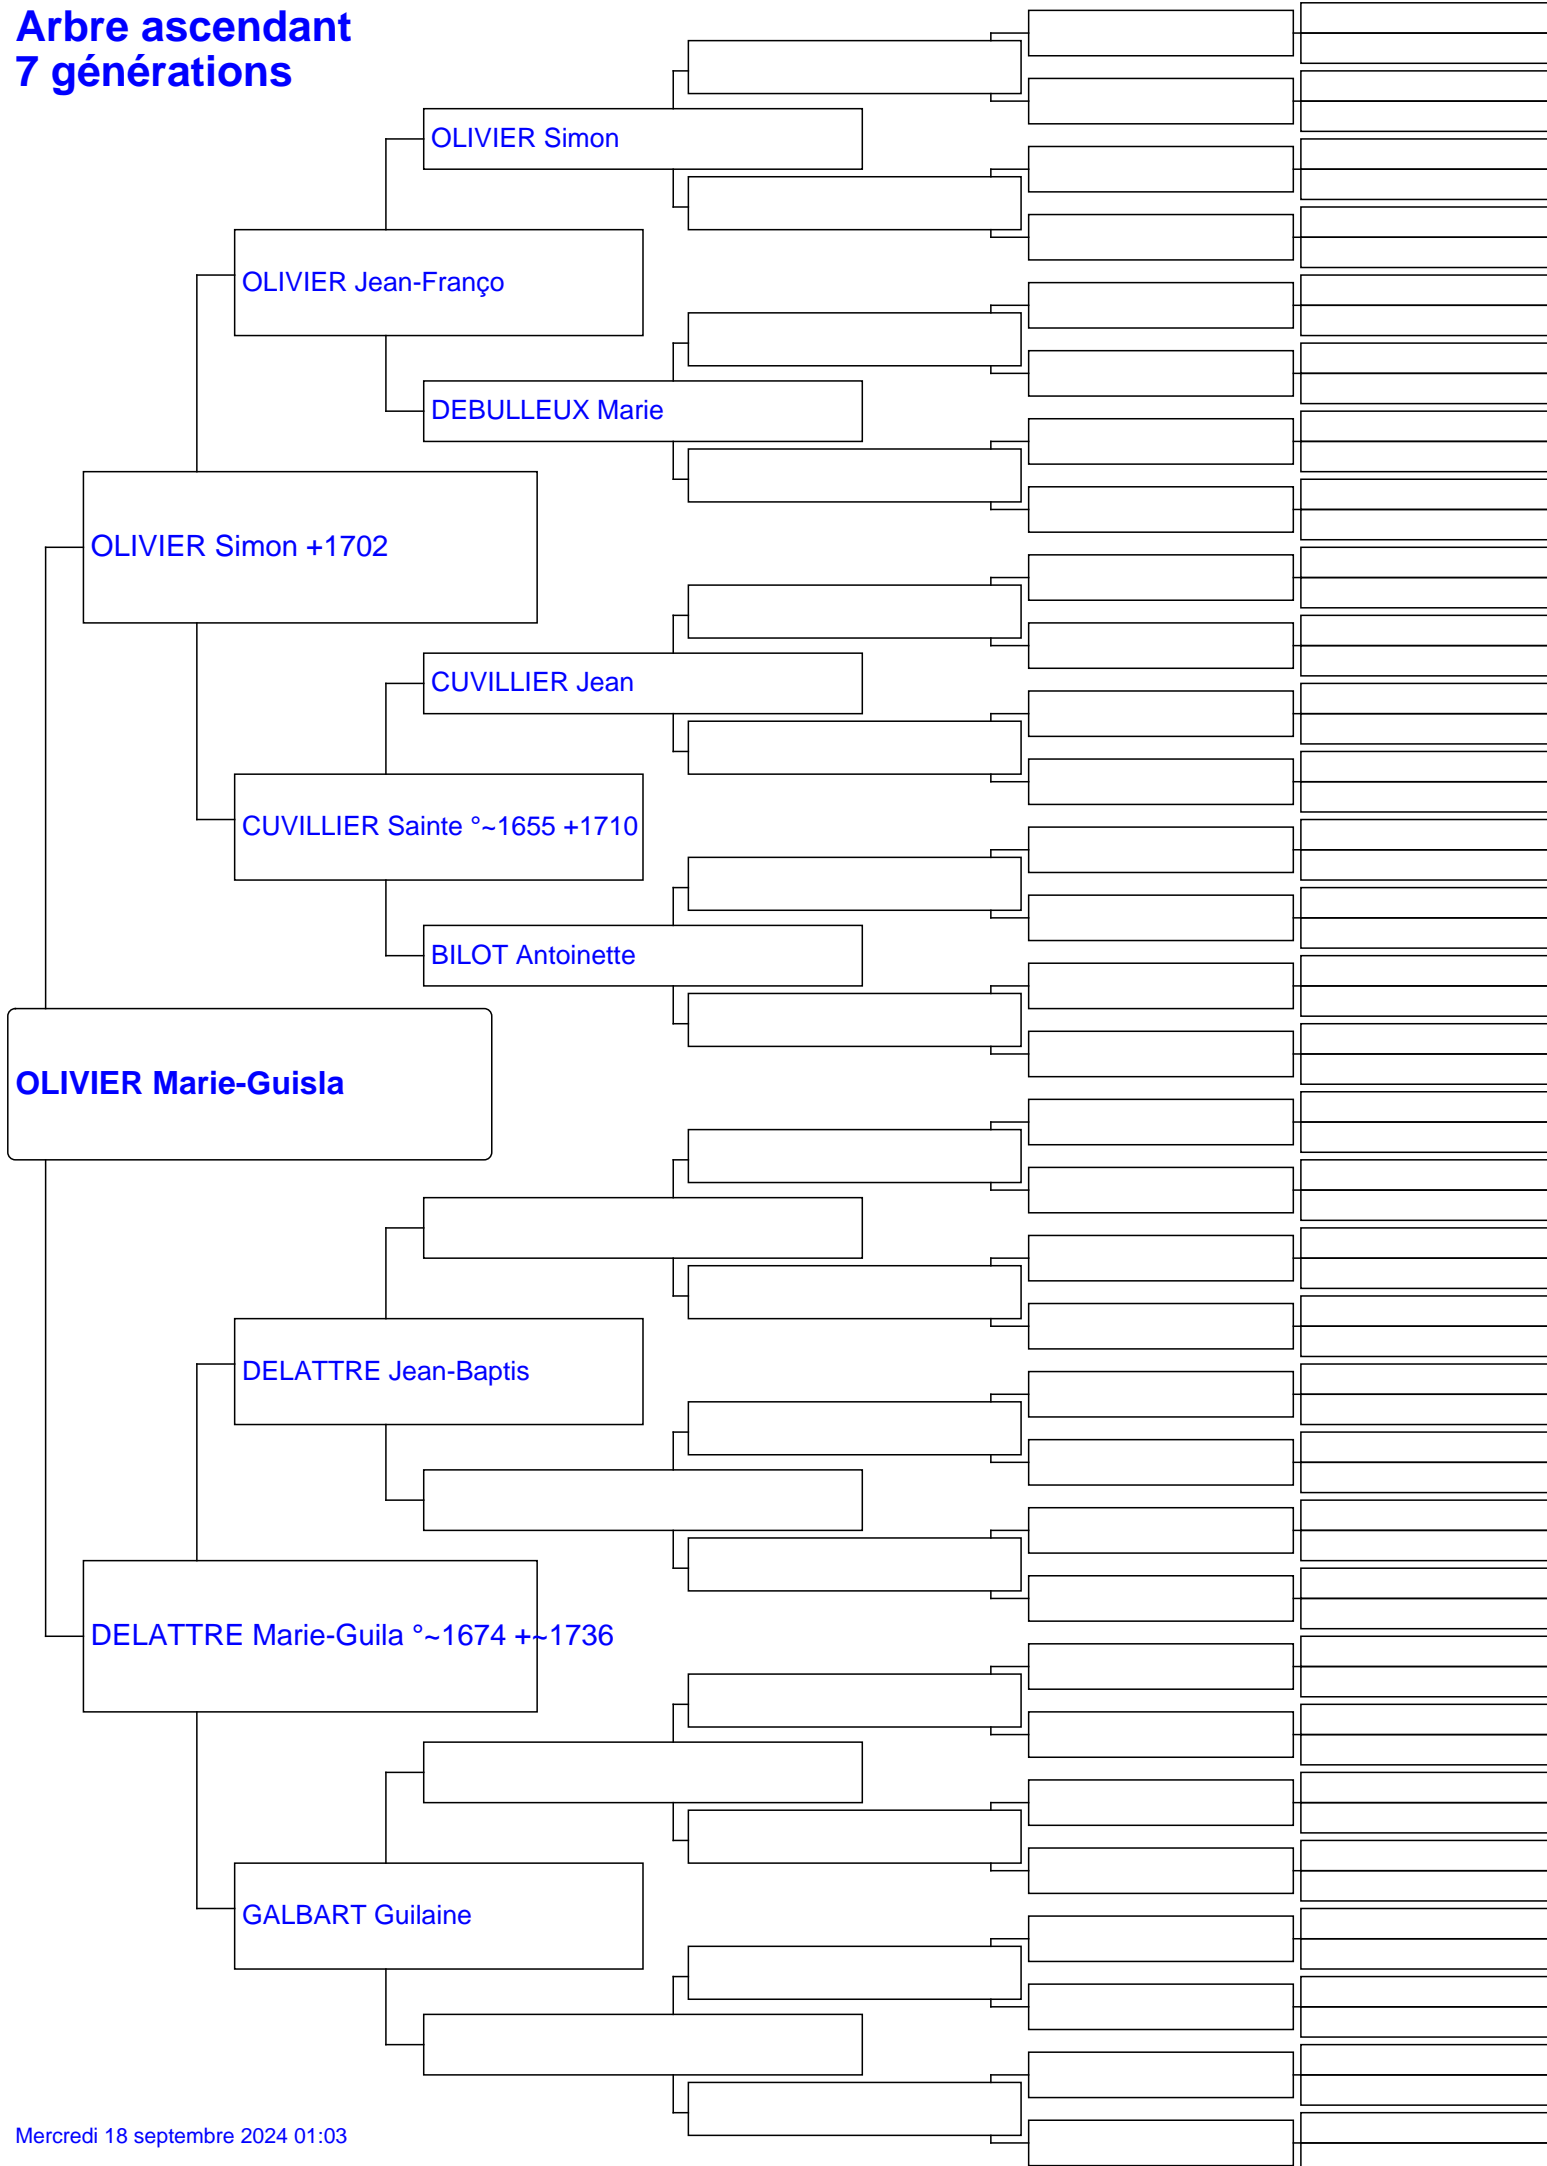 Arbre ascendant
7 générations
OLIVIER Simon
OLIVIER Jean-Franço
DEBULLEUX Marie
OLIVIER Simon +1702
CUVILLIER Jean
CUVILLIER Sainte °~1655 +1710
BILOT Antoinette
OLIVIER Marie-Guisla
DELATTRE Jean-Baptis
DELATTRE Marie-Guila °~1674 +~1736
GALBART Guilaine
Mercredi 18 septembre 2024 01:03